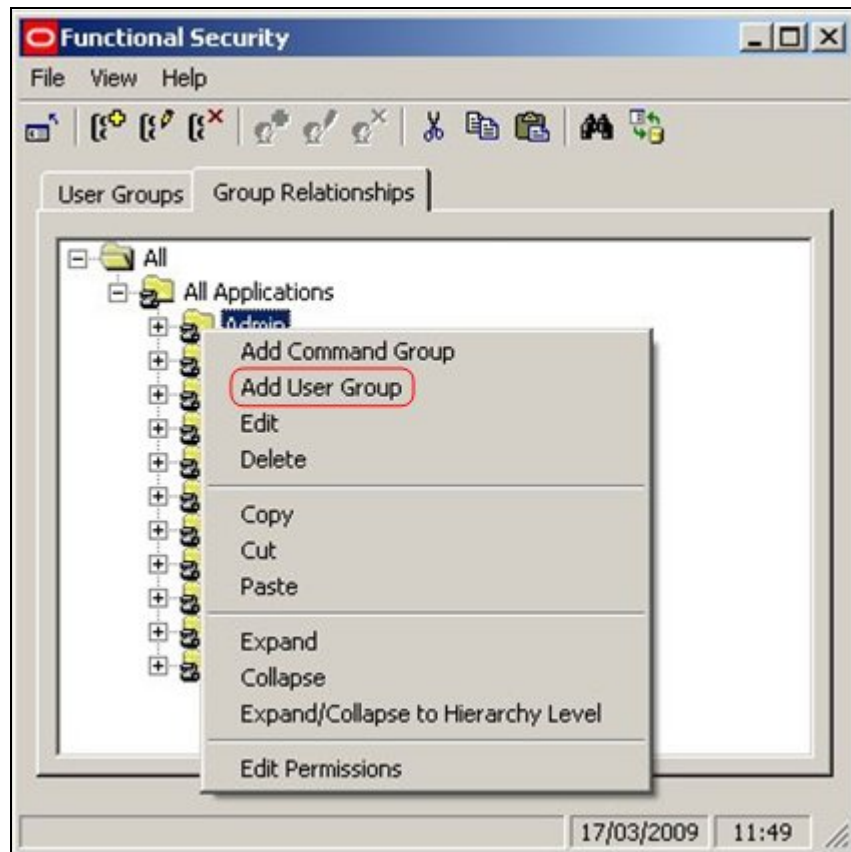 Functional Security
File View Help
User Groups Group Relationships
All
All Applications
Admin
Add Command Group
Add User Group
Edit
Delete
Copy
Cut
Paste
Expand
Collapse
Expand/Collapse to Hierarchy Level
Edit Permissions
17/03/2009 11:49